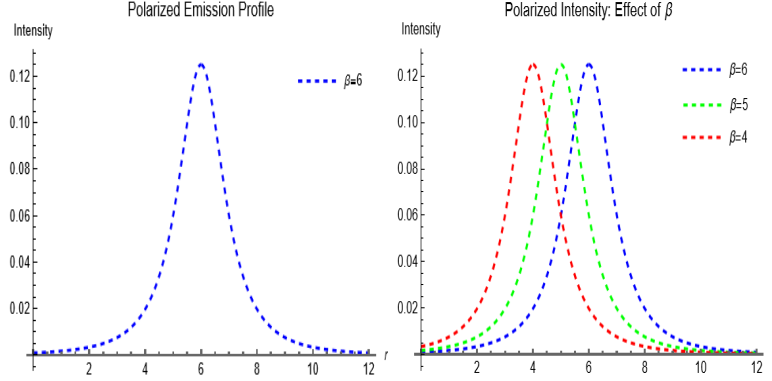 Polarized Emission Profile
Intensity
0.12
0.10
0.08
0.06
0.04
0.02
2 4 6 8 10 12 r
β=6
Polarized Intensity: Effect of β
Intensity
0.12
0.10
0.08
0.06
0.04
0.02
2 4 6 8 10 12
β=6
β=5
β=4